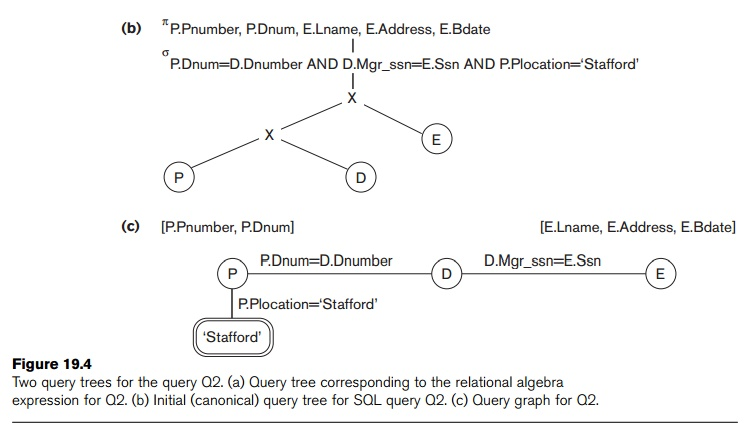 (b) π P.Pnumber, P.Dnum, E.Lname, E.Address, E.Bdate
σ P.Dnum=D.Dnumber AND D.Mgr_ssn=E.Ssn AND P.Plocation=‘Stafford’
X
X
E
P
D
(c) [P.Pnumber, P.Dnum] [E.Lname, E.Address, E.Bdate]
P.Dnum=D.Dnumber D.Mgr_ssn=E.Ssn
P D E
P.Plocation=‘Stafford’
‘Stafford’
Figure 19.4
Two query trees for the query Q2. (a) Query tree corresponding to the relational algebra
expression for Q2. (b) Initial (canonical) query tree for SQL query Q2. (c) Query graph for Q2.